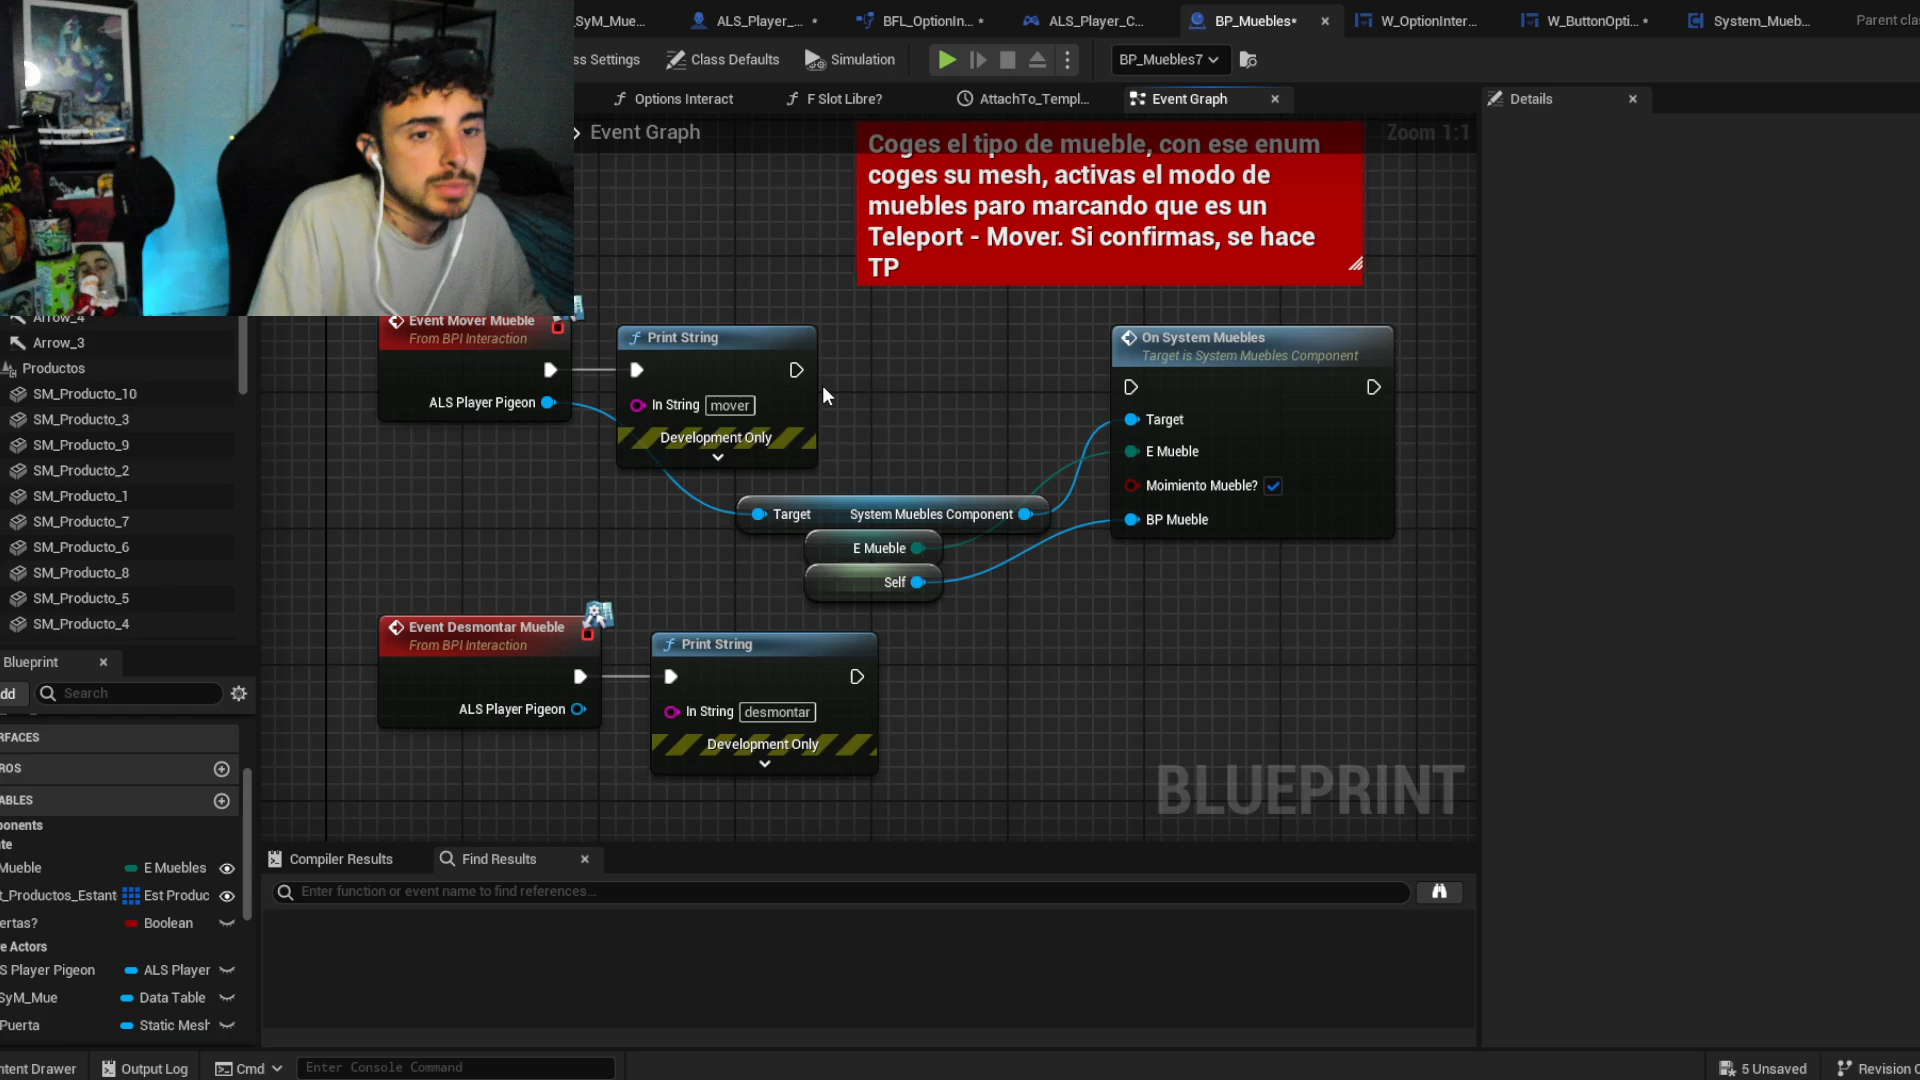 SyM_Mue...
ALS_Player_... *
BFL_OptionIn... *
ALS_Player_C...
BP_Muebles*
W_OptionInter...
W_ButtonOpti... *
System_Mueb...
Parent clas
ss Settings
Class Defaults
Simulation
BP_Muebles7
Options Interact
F Slot Libre?
AttachTo_Templ...
Event Graph
Details
Event Graph
Zoom 1:1
Coges el tipo de mueble, con ese enum
coges su mesh, activas el modo de
muebles paro marcando que es un
Teleport - Mover. Si confirmas, se hace
TP
Arrow_4
Arrow_3
Productos
SM_Producto_10
SM_Producto_3
SM_Producto_9
SM_Producto_2
SM_Producto_1
SM_Producto_7
SM_Producto_6
SM_Producto_8
SM_Producto_5
SM_Producto_4
Event Mover Mueble
From BPI Interaction
ALS Player Pigeon
Print String
In String mover
Development Only
On System Muebles
Target is System Muebles Component
Target
E Mueble
Moimiento Mueble?
BP Mueble
Target System Muebles Component
E Mueble
Self
Event Desmontar Mueble
From BPI Interaction
ALS Player Pigeon
Print String
In String desmontar
Development Only
BLUEPRINT
Blueprint
dd
Search
RFACES
ROS
ABLES
ponents
te
Mueble E Muebles
t_Productos_Estant Est Produc
ertas? Boolean
e Actors
S Player Pigeon ALS Player
SyM_Mue Data Table
Puerta Static Mesh
Compiler Results
Find Results
Enter function or event name to find references...
ntent Drawer
Output Log
Cmd
Enter Console Command
5 Unsaved
Revision C